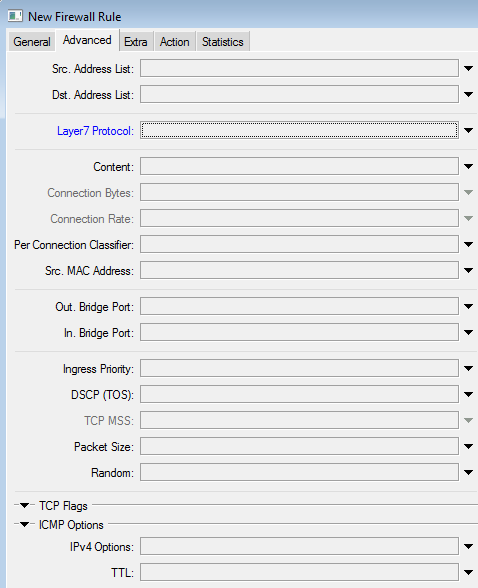 New Firewall Rule
General Advanced Extra Action Statistics
Src. Address List:
Dst. Address List:
Layer7 Protocol:
Content:
Connection Bytes:
Connection Rate:
Per Connection Classifier:
Src. MAC Address:
Out. Bridge Port:
In. Bridge Port:
Ingress Priority:
DSCP (TOS):
TCP MSS:
Packet Size:
Random:
TCP Flags
ICMP Options
IPv4 Options:
TTL: